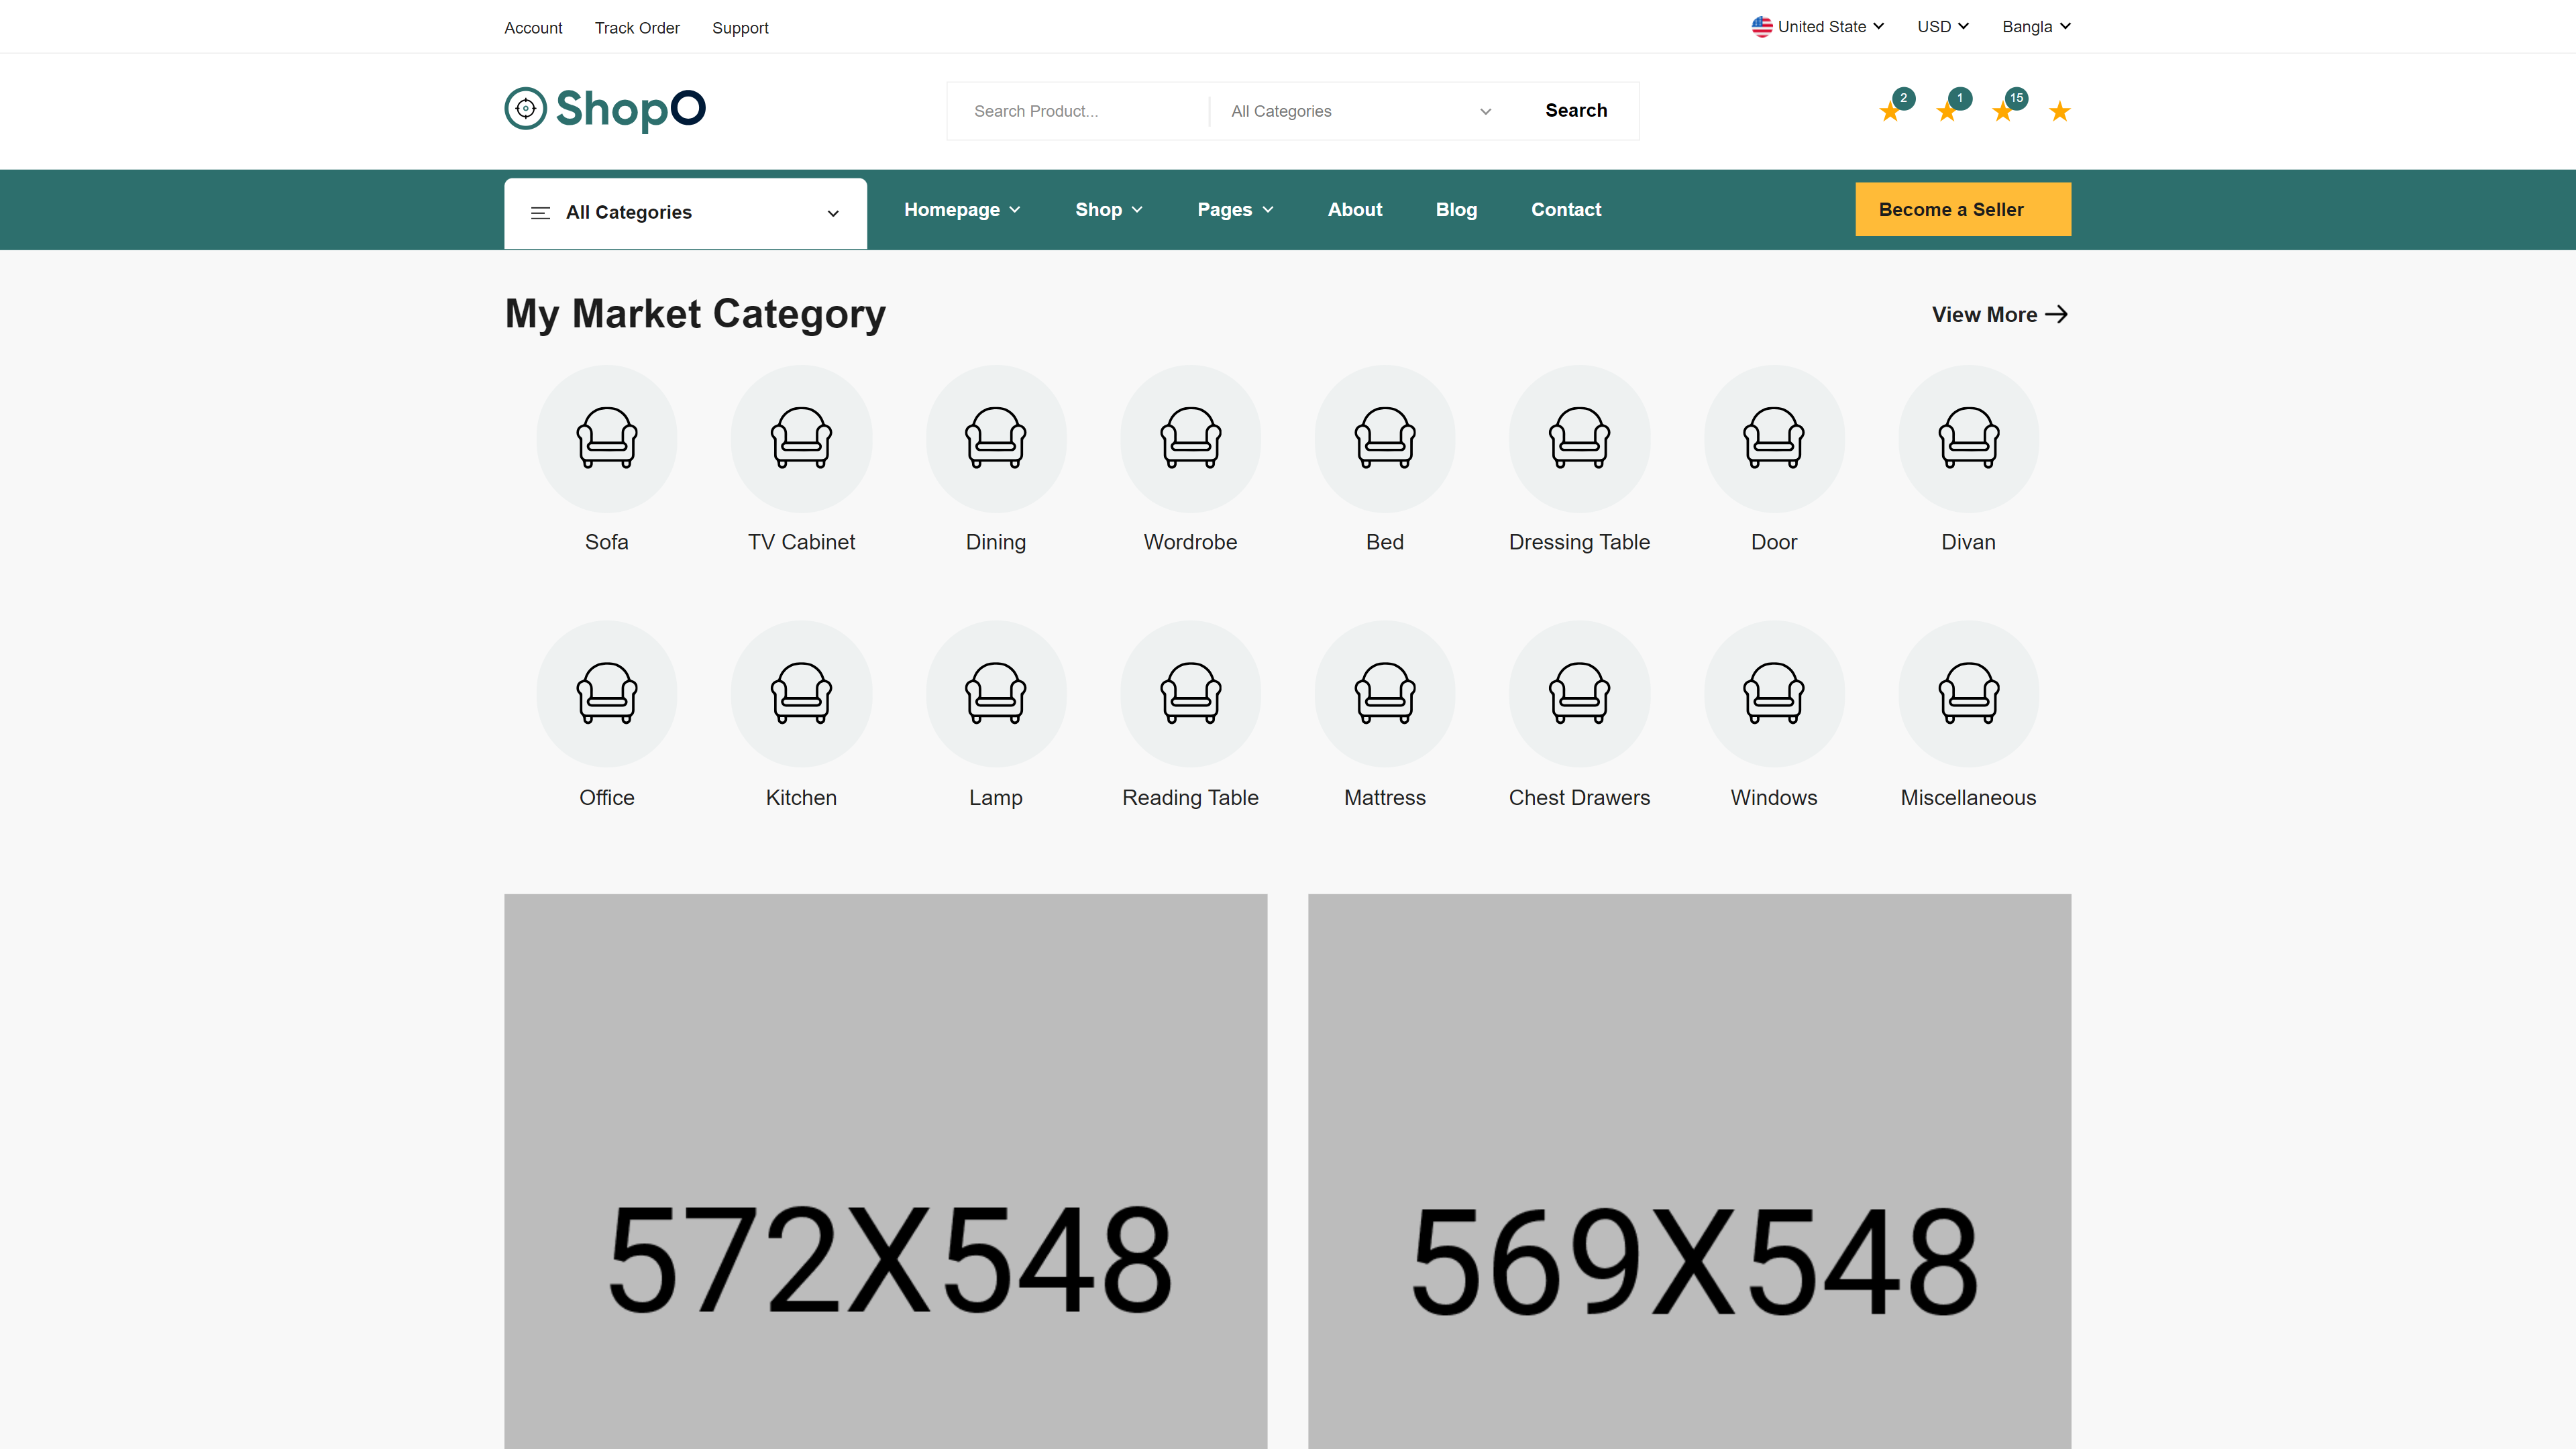 Account Track Order Support United State USD Bangla
ShopO Search Product... All Categories Search 2 1 15
All Categories Homepage Shop Pages About Blog Contact Become a Seller
My Market Category View More
Sofa TV Cabinet Dining Wordrobe Bed Dressing Table Door Divan
Office Kitchen Lamp Reading Table Mattress Chest Drawers Windows Miscellaneous
572X548 569X548